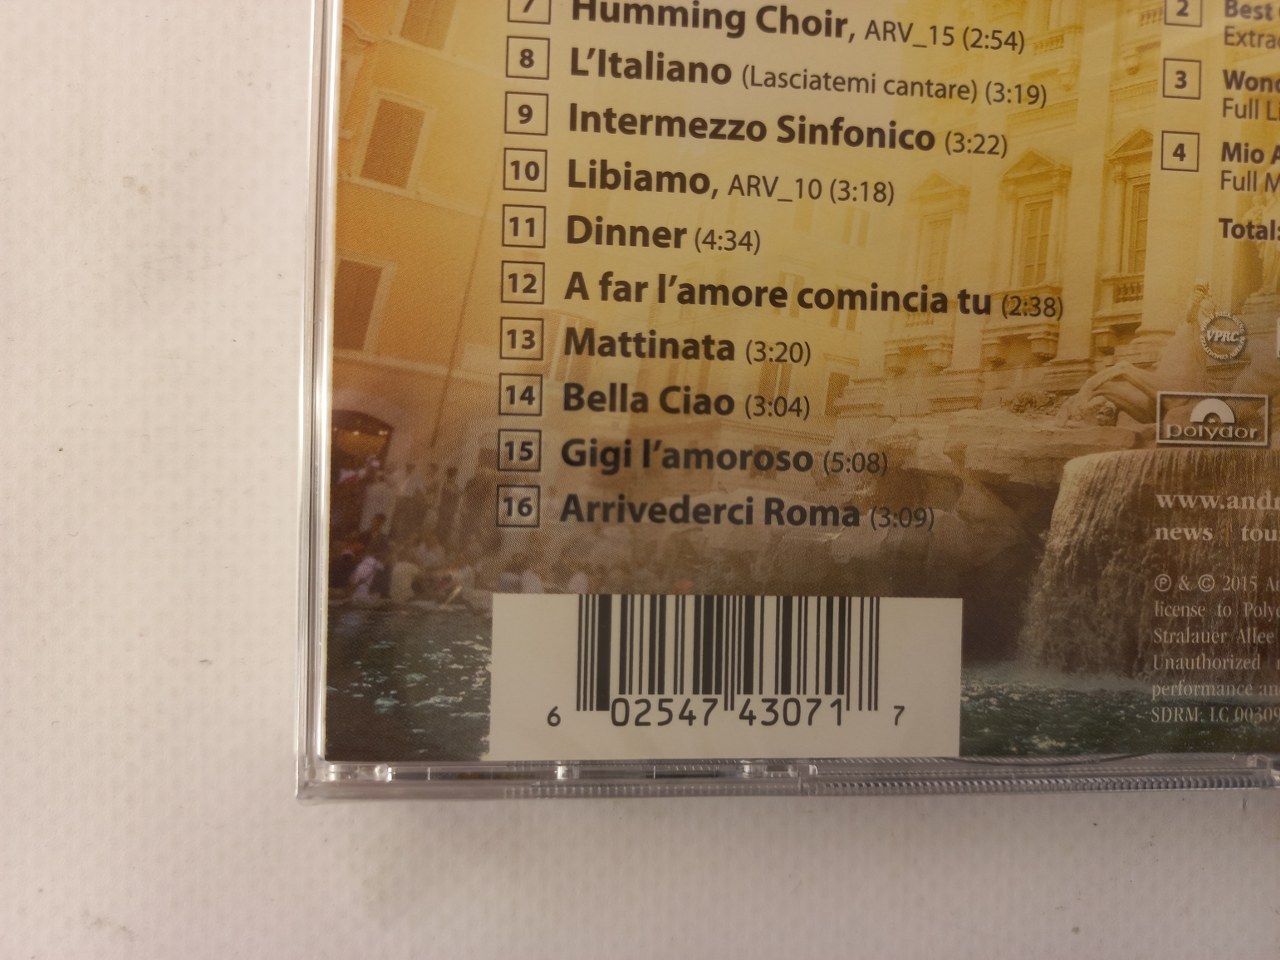 7 Humming Choir, ARV_15 (2:54)
8 L'Italiano (Lasciatemi cantare) (3:19)
9 Intermezzo Sinfonico (3:22)
10 Libiamo, ARV_10 (3:18)
11 Dinner (4:34)
12 A far l'amore comincia tu (2:38)
13 Mattinata (3:20)
14 Bella Ciao (3:04)
15 Gigi l'amoroso (5:08)
16 Arrivederci Roma (3:09)
6 02547 43071 7
2 Best
Extra
3 Won
Full L
4 Mio A
Full M
Total:
VPRC
polydor
www.and
news | tou
℗ & © 2015 A
license to Poly
Stralauer Allee
Unauthorized
performance an
SDRM. LC 00309